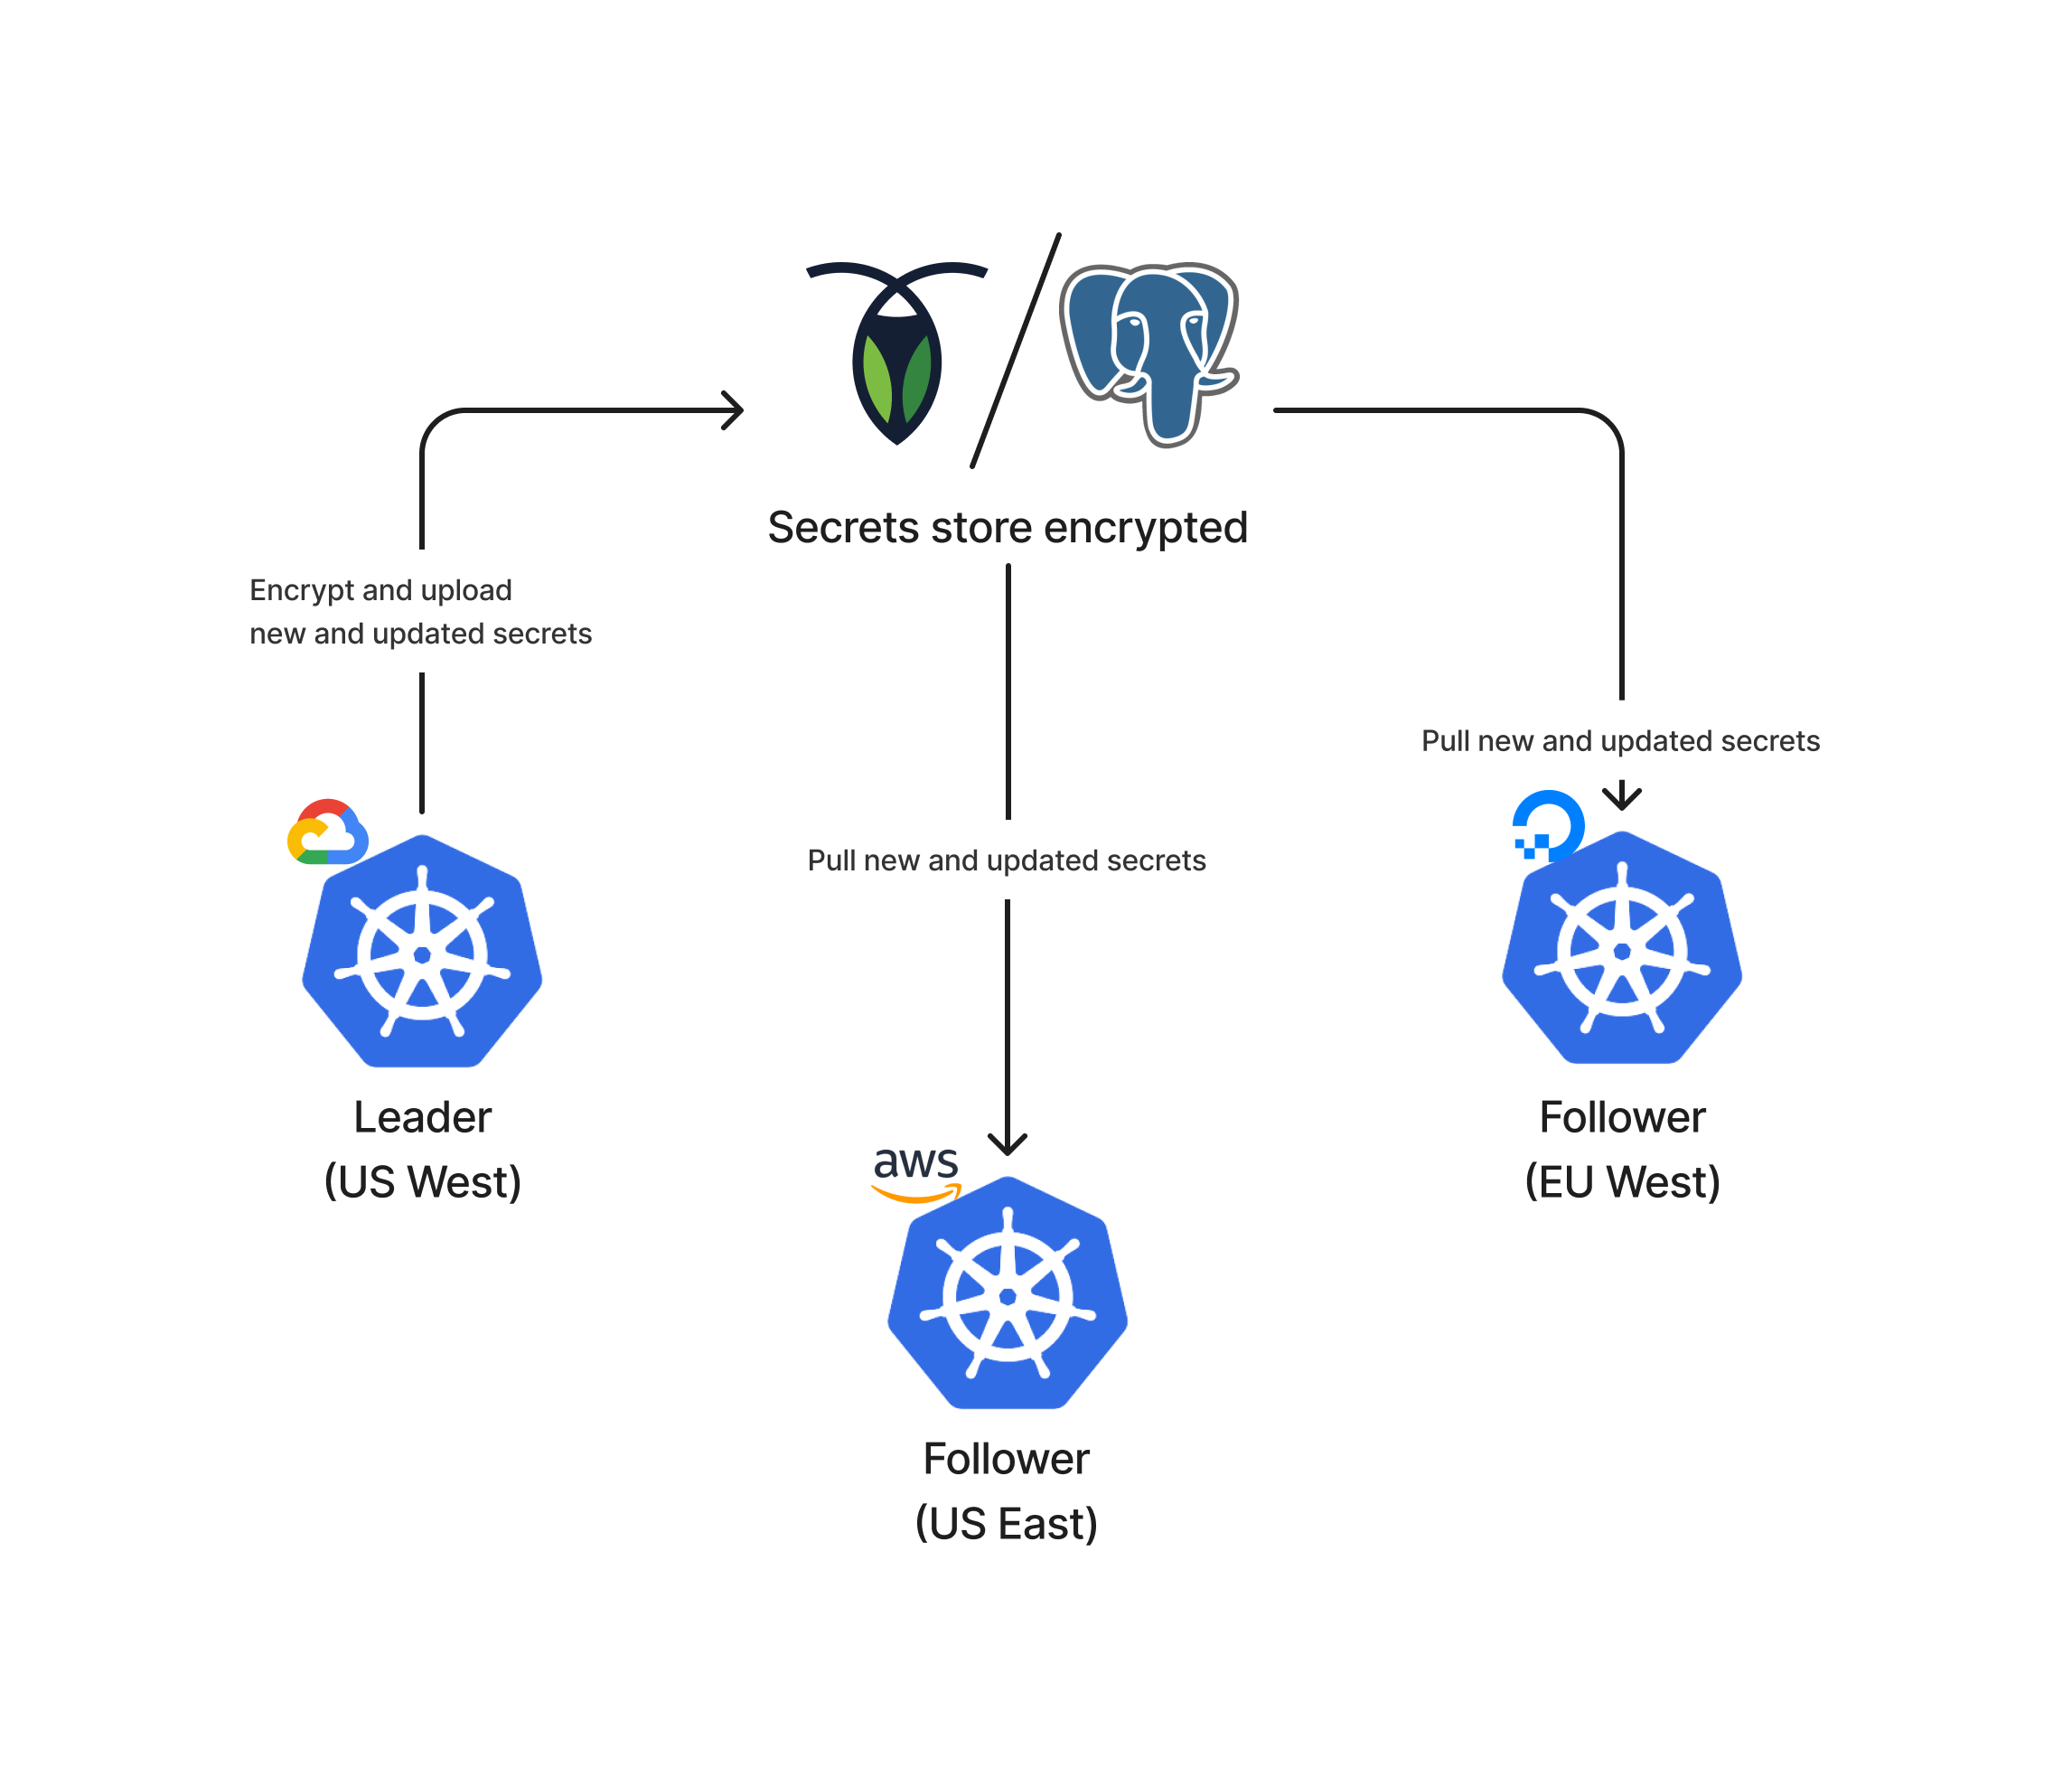 Secrets store encrypted
Encrypt and upload
new and updated secrets
Pull new and updated secrets
Pull new and updated secrets
Leader
(US West)
aws
Follower
(US East)
Follower
(EU West)